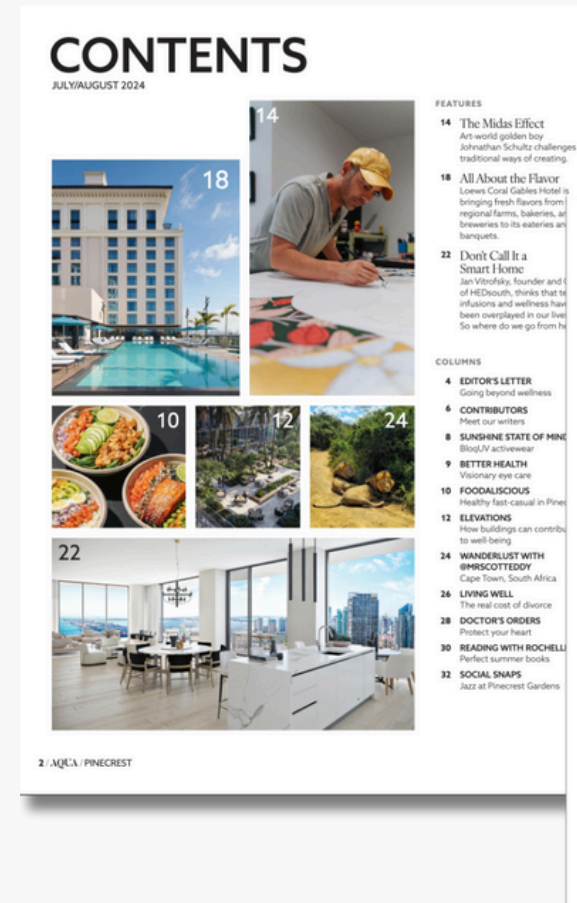 CONTENTS
JULY/AUGUST 2024
14
18
10
12
24
22
FEATURES
14 The Midas Effect
Art-world golden boy
Johnathan Schultz challenges
traditional ways of creating.
18 All About the Flavor
Loews Coral Gables Hotel is
bringing fresh flavors from
regional farms, bakeries,
breweries to its eateries
banquets.
22 Don't Call It a
Smart Home
Jan Vitrofsky, founder and
of HEDsouth, thinks that
infusions and wellness
been overplayed in our
So where do we go from
COLUMNS
4 EDITOR'S LETTER
Going beyond wellness
6 CONTRIBUTORS
Meet our writers
8 SUNSHINE STATE OF MIND
BloqUV activewear
9 BETTER HEALTH
Visionary eye care
10 FOODALISCIOUS
Healthy fast-casual in
12 ELEVATIONS
How buildings can
to well-being
24 WANDERLUST WITH
@MRSCOTTEDDY
Cape Town, South Africa
26 LIVING WELL
The real cost of divorce
28 DOCTOR'S ORDERS
Protect your heart
30 READING WITH
Perfect summer books
32 SOCIAL SNAPS
Jazz at Pinecrest Gardens
2 / AQUA / PINECREST